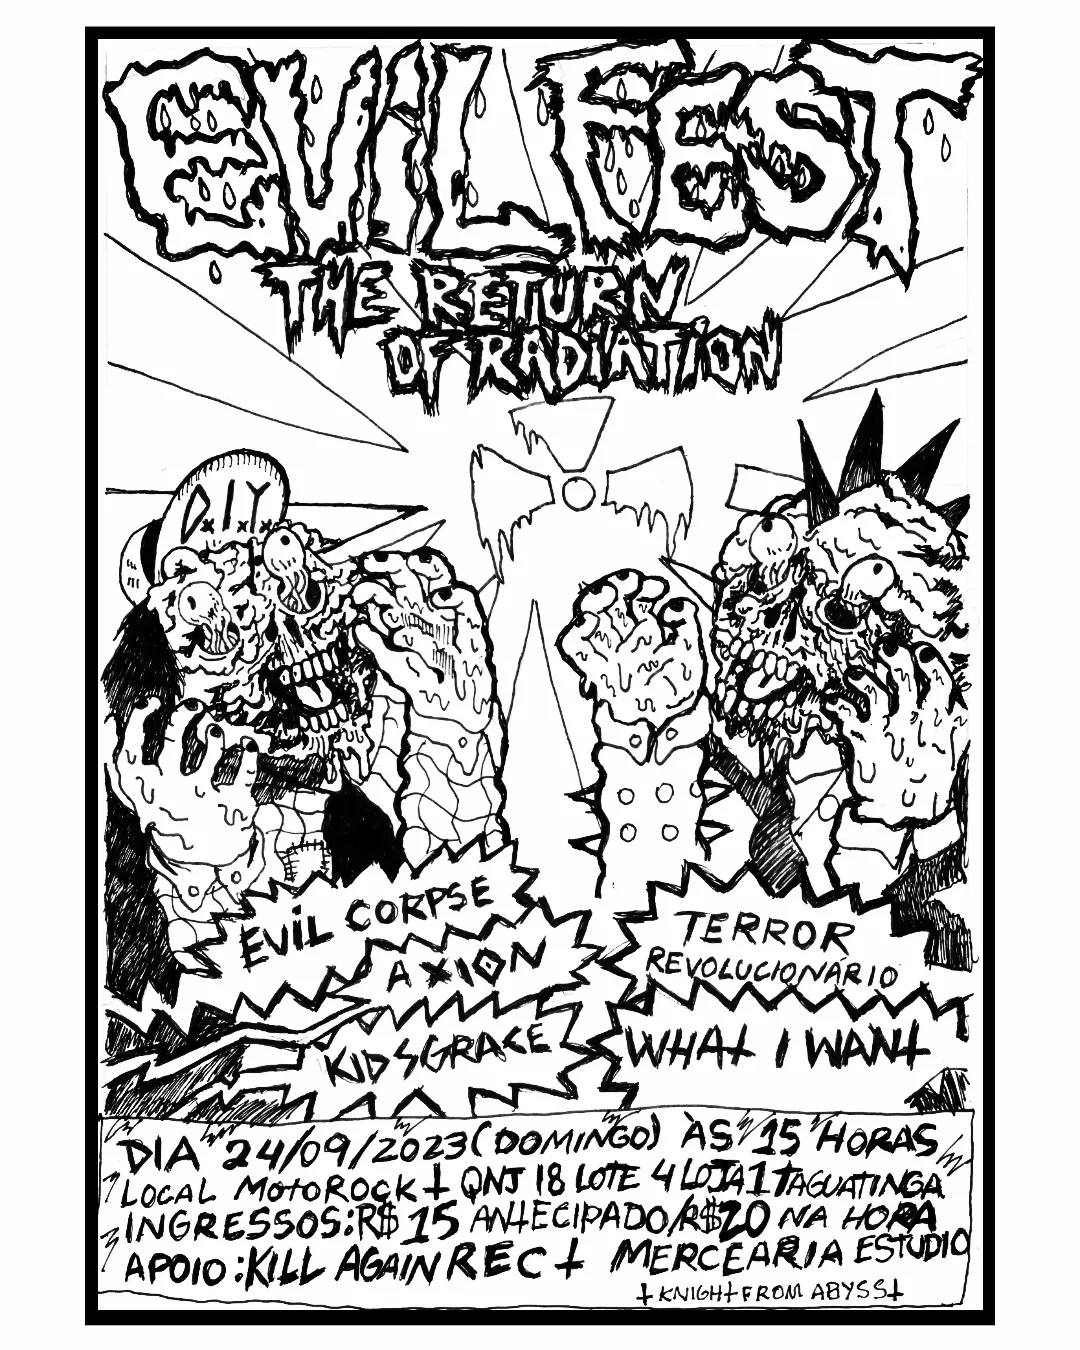 EViL FEST
THE RETURN
OF RADIATION
D.I.Y.
EViL CORPSE
AXION
KIDSGRACE
TERROR
REVOLUCIONÁRIO
WHAT I WANT
DIA 24/09/2023 (DOMINGO) ÀS 15 HORAS
LOCAL MOTOROCK† QNJ 18 LOTE 4 LOJA 1 TAGUATINGA
INGRESSOS: R$ 15 ANTECIPADO/R$20 NA HORA
APOIO: KILL AGAIN REC † MERCEARIA ESTUDIO
† KNIGHT FROM ABYSS †